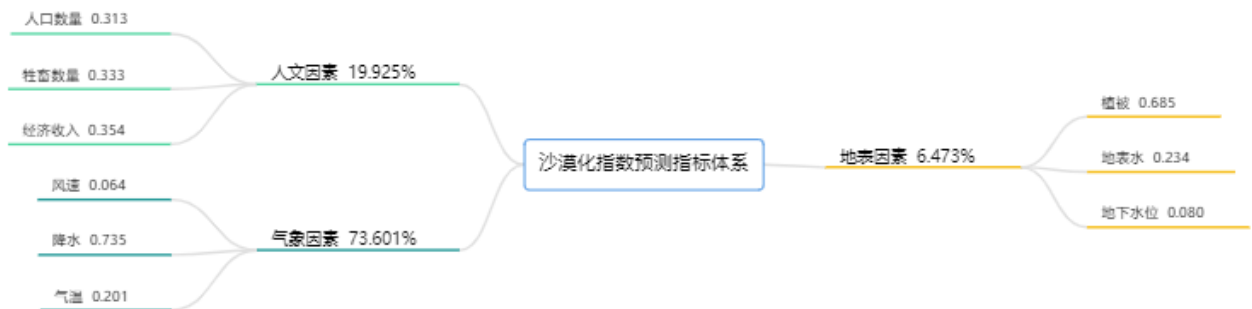 人口数量 0.313
牲畜数量 0.333
经济收入 0.354
人文因素 19.925%
风速 0.064
降水 0.735
气温 0.201
气象因素 73.601%
沙漠化指数预测指标体系
地表因素 6.473%
植被 0.685
地表水 0.234
地下水位 0.080